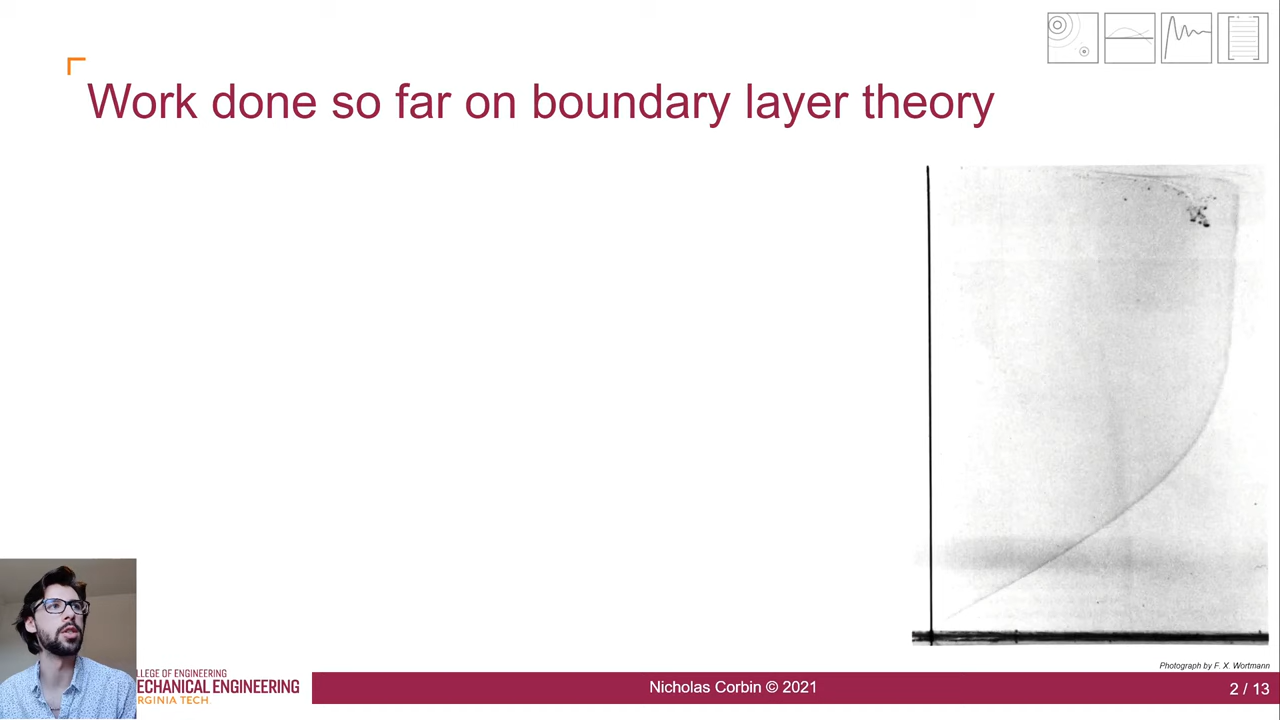 Work done so far on boundary layer theory
Photograph by F. X. Wortmann
LLEGE OF ENGINEERING
ECHANICAL ENGINEERING
RGINIA TECH
Nicholas Corbin © 2021
2 / 13